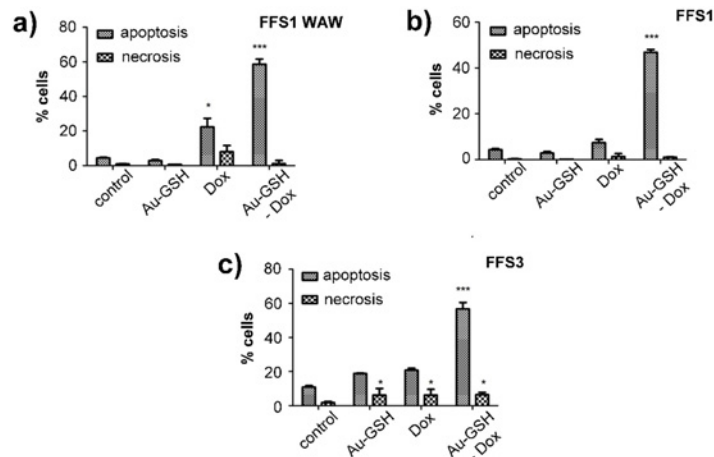 a)
FFS1 WAW
% cells
80
60
40
20
0
apoptosis
necrosis
*
***
control
Au-GSH
Dox
Au-GSH
- Dox
b)
FFS1
% cells
60
40
20
0
apoptosis
necrosis
***
control
Au-GSH
Dox
Au-GSH
- Dox
c)
FFS3
% cells
80
60
40
20
0
apoptosis
necrosis
*
*
***
*
control
Au-GSH
Dox
Au-GSH
- Dox